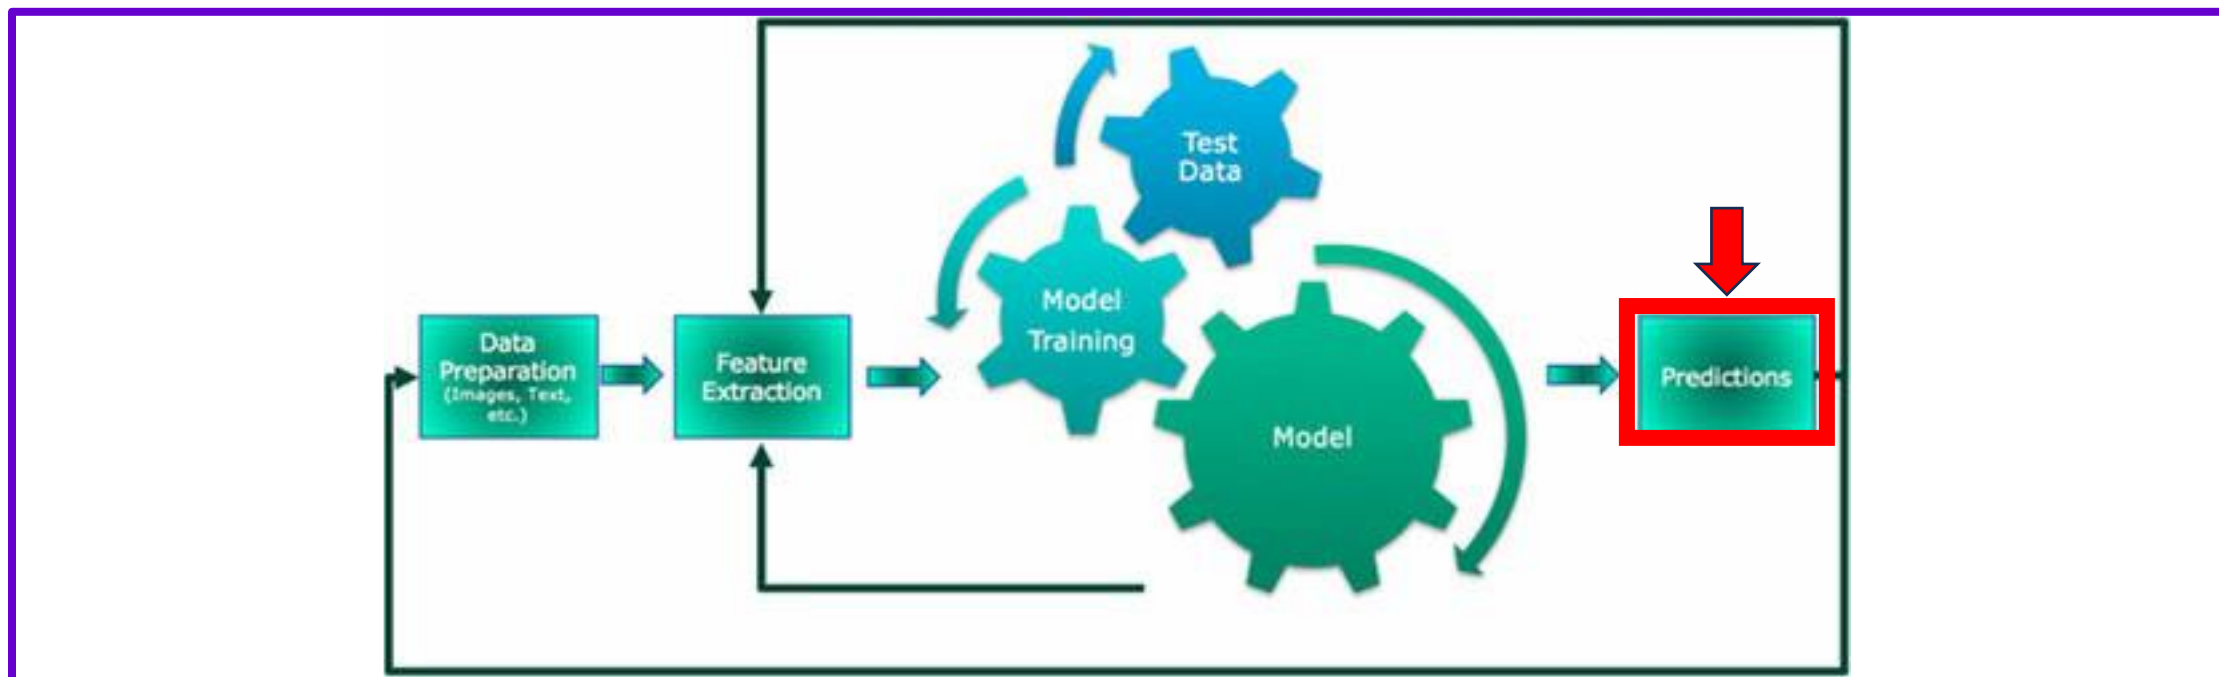 Data
Preparation
(Images, Text,
etc.)
Feature
Extraction
Test
Data
Model
Training
Model
Predictions